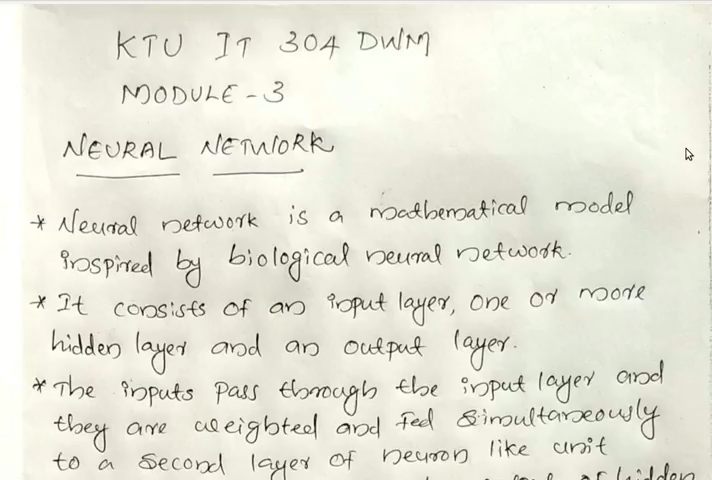 KTU IT 304 DWM
MODULE-3
NEURAL NETWORK
* Neural network is a mathematical model
inspired by biological neural network.
* It consists of an input layer, one or more
hidden layer and an output layer.
* The inputs pass through the input layer and
they are weighted and fed simultaneously
to a second layer of neuron like unit
or hidden